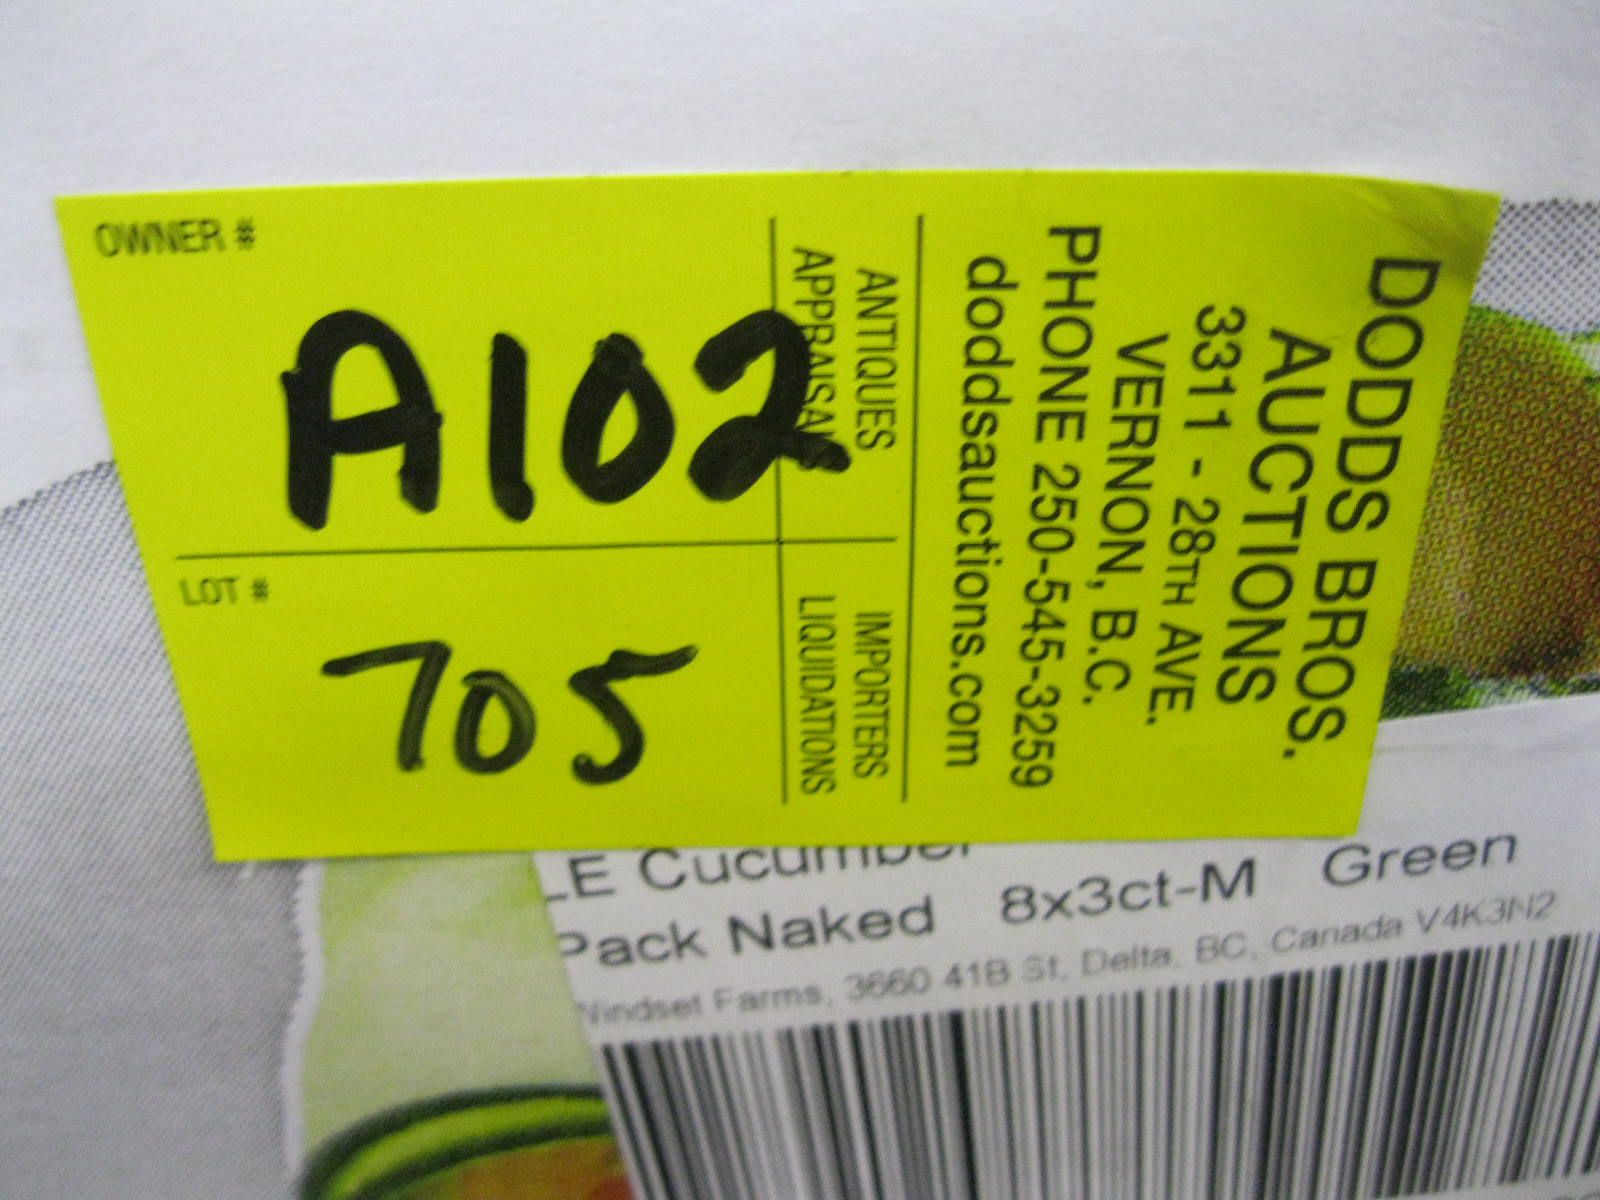 OWNER #
A102
LOT #
705
DODDS BROS.
AUCTIONS
3311 - 28TH AVE.
VERNON, B.C.
PHONE 250-545-3259
doddsauctions.com
ANTIQUES IMPORTERS
APPRAISALS LIQUIDATIONS
LE Cucumber
Pack Naked 8x3ct-M Green
Windset Farms, 3660 41B St, Delta, BC, Canada V4K3N2